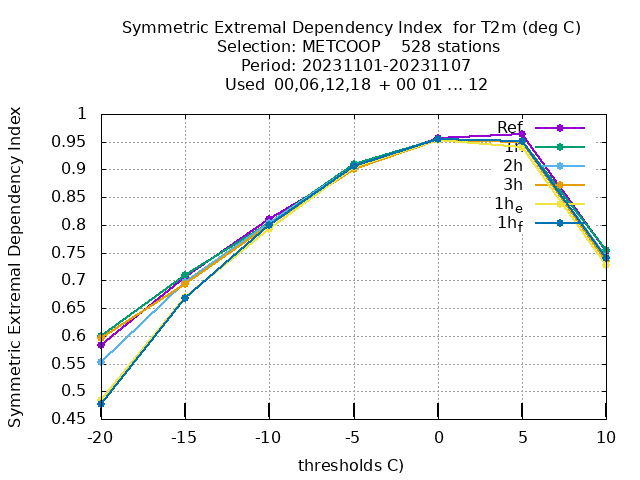 Symmetric Extremal Dependency Index  for T2m (deg C)
Selection: METCOOP    528 stations
Period: 20231101-20231107
Used  00,06,12,18  + 00 01 ... 12
Symmetric Extremal Dependency Index
1
0.95
0.9
0.85
0.8
0.75
0.7
0.65
0.6
0.55
0.5
0.45
-20
-15
-10
-5
0
5
10
thresholds C)
Ref
1h
2h
3h
1he
1hf